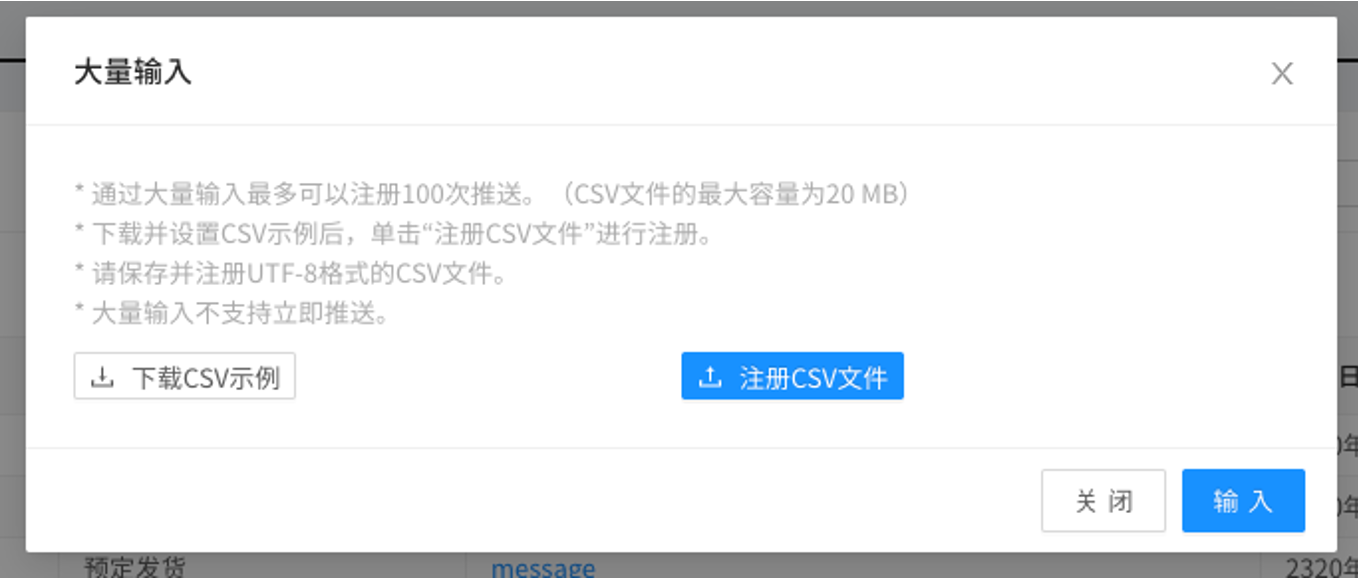 大量输入
* 通过大量输入最多可以注册100次推送。（CSV文件的最大容量为20 MB）
* 下载并设置CSV示例后，单击“注册CSV文件”进行注册。
* 请保存并注册UTF-8格式的CSV文件。
* 大量输入不支持立即推送。
下载CSV示例
注册CSV文件
关 闭
输 入
预定发货
message
2320年